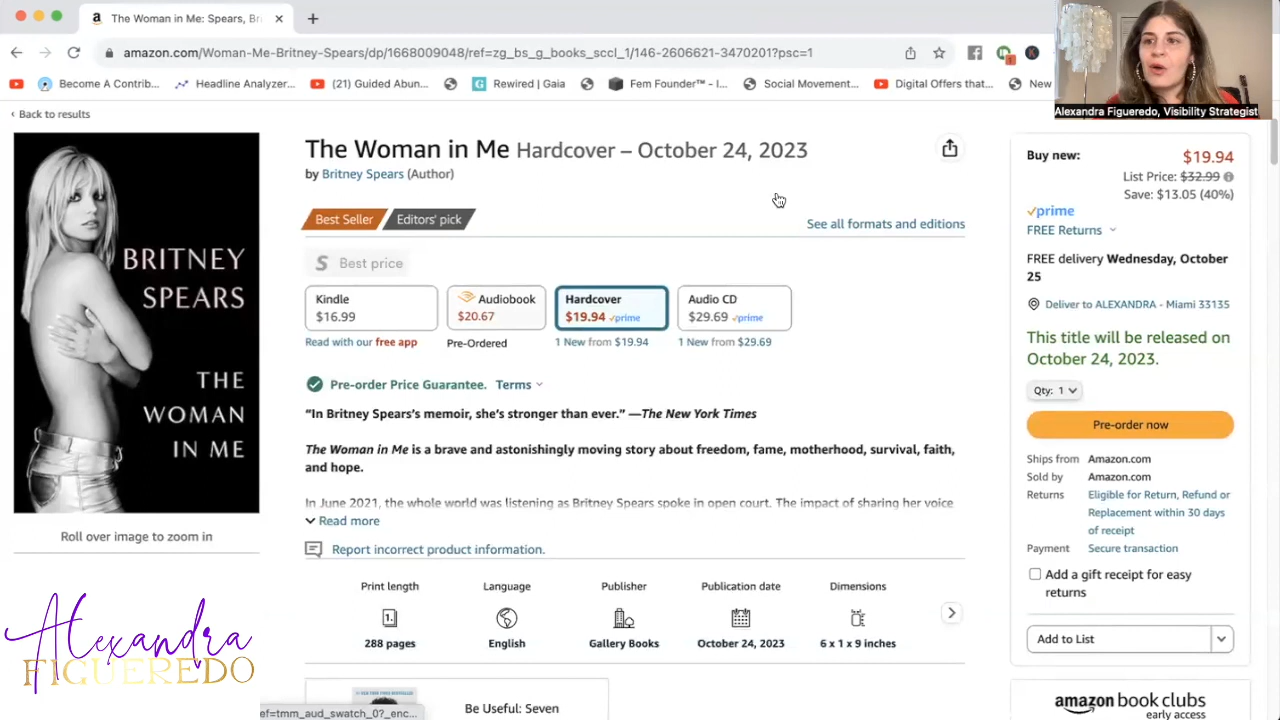 The Woman in Me: Spears, Br
amazon.com/Woman-Me-Britney-Spears/dp/1668009048/ref=zg_bs_g_books_sccl_1/146-2606621-3470201?psc=1
Become A Contrib...
Headline Analyzer...
(21) Guided Abun...
Rewired | Gaia
Fem Founder™ - I...
Social Movement...
Digital Offers that...
New
Alexandra Figueredo, Visibility Strategist
‹ Back to results
BRITNEY
SPEARS
THE
WOMAN
IN ME
Roll over image to zoom in
Alexandra
FIGUEREDO
The Woman in Me Hardcover – October 24, 2023
by Britney Spears (Author)
Best Seller
Editors' pick
See all formats and editions
S Best price
Kindle
$16.99
Read with our free app
Audiobook
$20.67
Pre-Ordered
Hardcover
$19.94 prime
1 New from $19.94
Audio CD
$29.69 prime
1 New from $29.69
Pre-order Price Guarantee. Terms
“In Britney Spears’s memoir, she’s stronger than ever.” —The New York Times
The Woman in Me is a brave and astonishingly moving story about freedom, fame, motherhood, survival, faith,
and hope.
In June 2021, the whole world was listening as Britney Spears spoke in open court. The impact of sharing her voice
Read more
Report incorrect product information.
Print length
288 pages
Language
English
Publisher
Gallery Books
Publication date
October 24, 2023
Dimensions
6 x 1 x 9 inches
Be Useful: Seven
ef=tmm_aud_swatch_0?_enc...
Buy new:
$19.94
List Price: $32.99
Save: $13.05 (40%)
prime
FREE Returns
FREE delivery Wednesday, October
25
Deliver to ALEXANDRA - Miami 33135
This title will be released on
October 24, 2023.
Qty: 1
Pre-order now
Ships from Amazon.com
Sold by Amazon.com
Returns Eligible for Return, Refund or
Replacement within 30 days
of receipt
Payment Secure transaction
Add a gift receipt for easy
returns
Add to List
amazon book clubs
early access